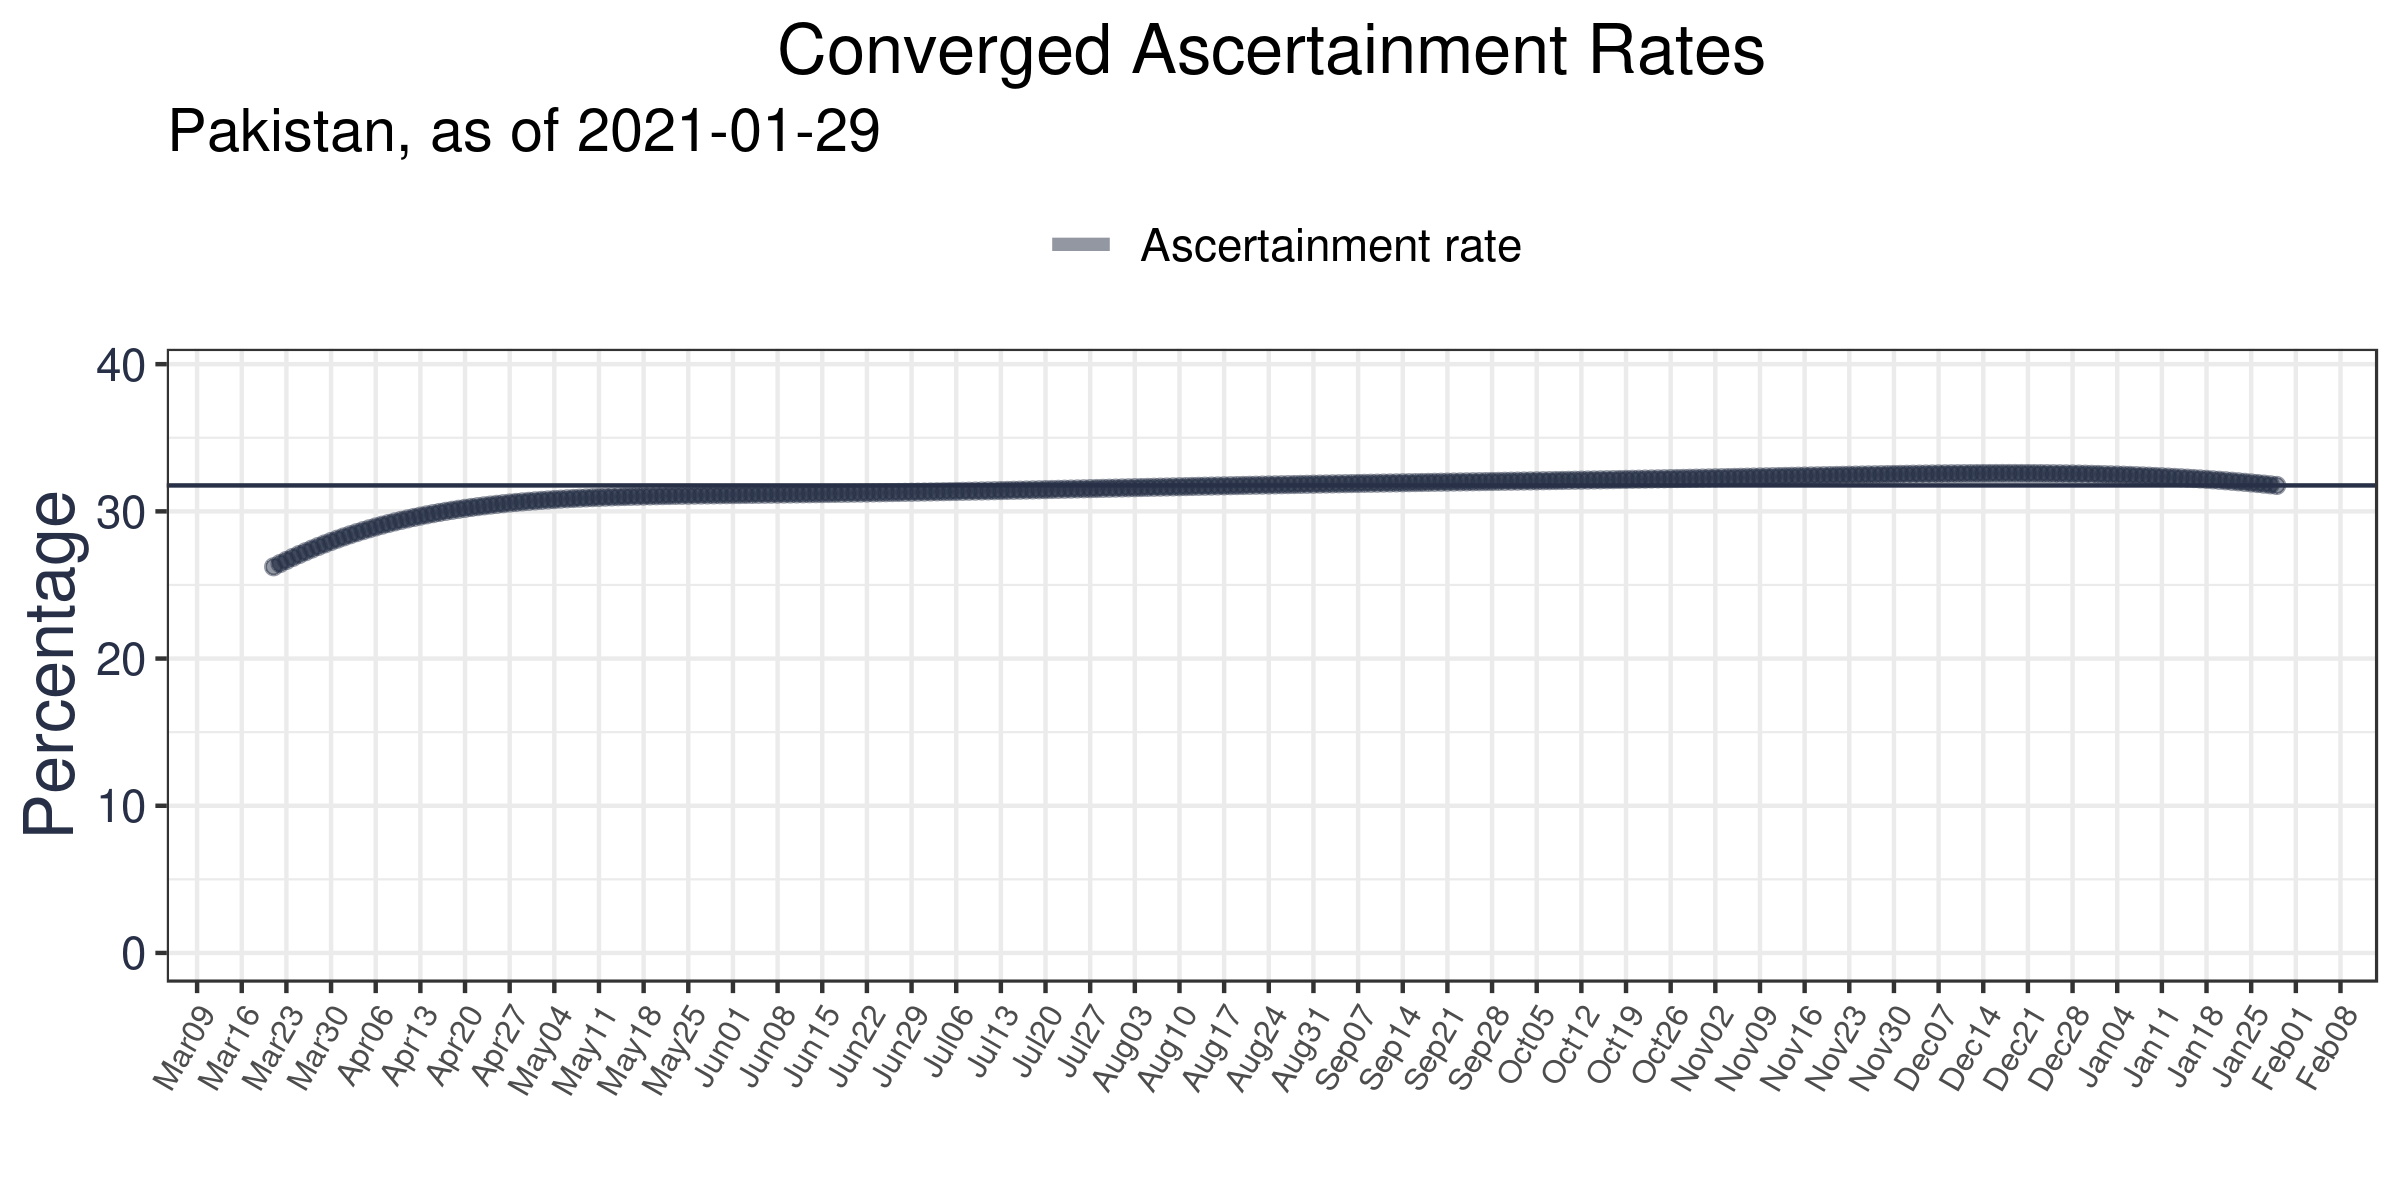 Converged Ascertainment Rates
Pakistan, as of 2021-01-29
Ascertainment rate
Percentage
40
30
20
10
0
Mar09 Mar16 Mar23 Mar30 Apr06 Apr13 Apr20 Apr27 May04 May11 May18 May25 Jun01 Jun08 Jun15 Jun22 Jun29 Jul06 Jul13 Jul20 Jul27 Aug03 Aug10 Aug17 Aug24 Aug31 Sep07 Sep14 Sep21 Sep28 Oct05 Oct12 Oct19 Oct26 Nov02 Nov09 Nov16 Nov23 Nov30 Dec07 Dec14 Dec21 Dec28 Jan04 Jan11 Jan18 Jan25 Feb01 Feb08